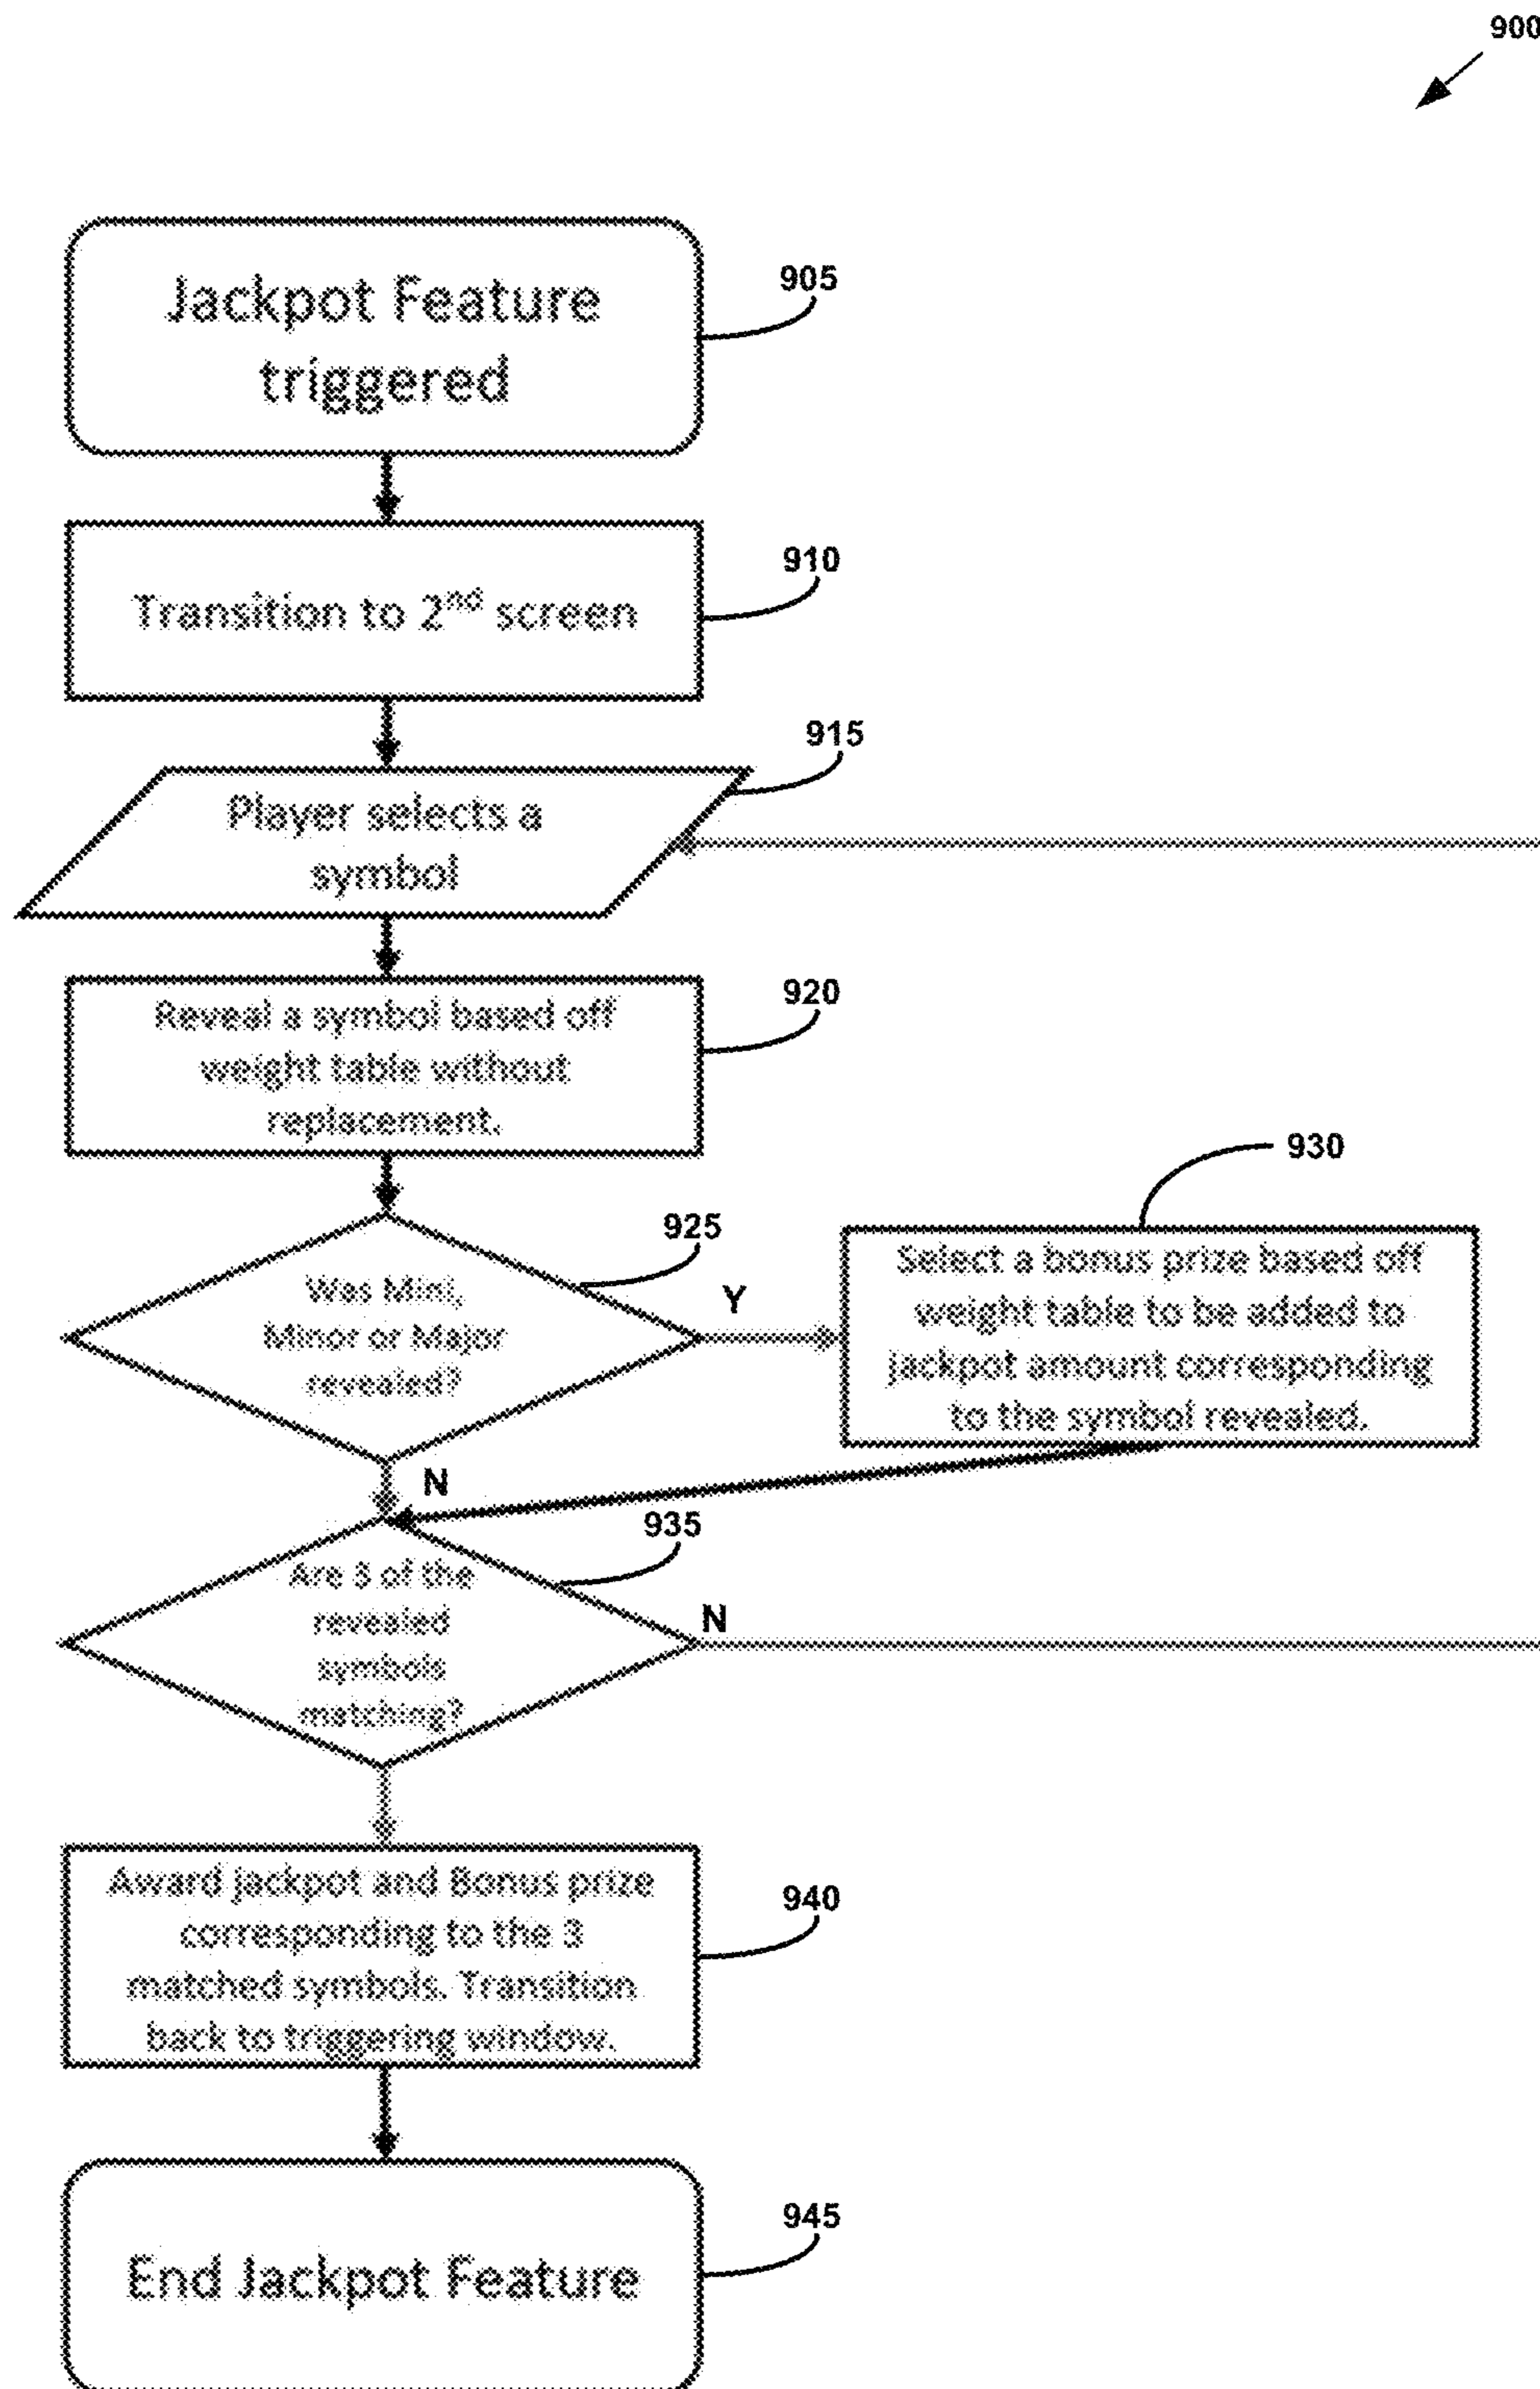 900
Jackpot Feature
triggered
905
Transition to 2nd screen
910
Player selects a
symbol
915
Reveal a symbol based off
weight table without
replacement.
920
Was Mini,
Minor or Major
revealed?
925
Y
N
Select a bonus prize based off
weight table to be added to
jackpot amount corresponding
to the symbol revealed.
930
Are 3 of the
revealed
symbols
matching?
935
N
Award jackpot and Bonus prize
corresponding to the 3
matched symbols. Transition
back to triggering window.
940
End Jackpot Feature
945